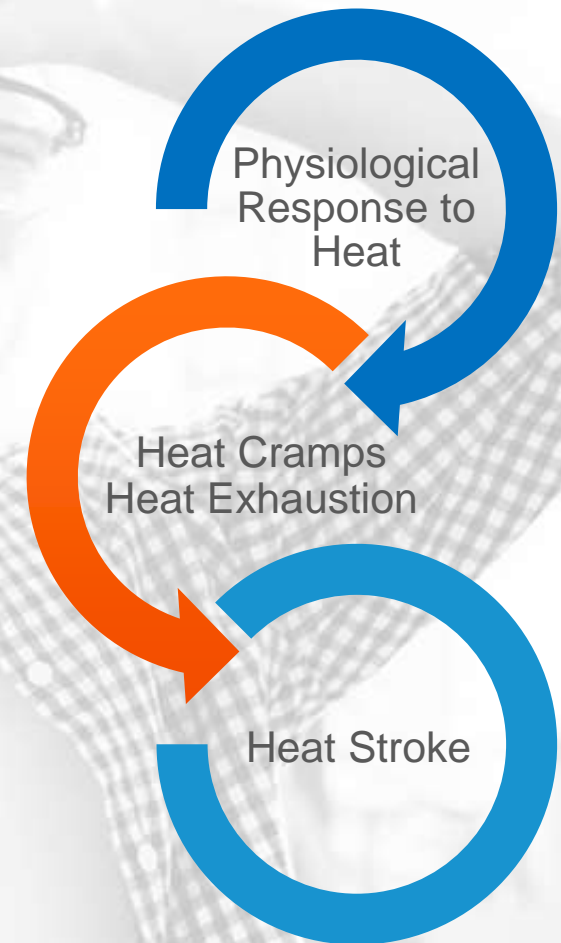 Physiological
Response to
Heat
Heat Cramps
Heat Exhaustion
Heat Stroke